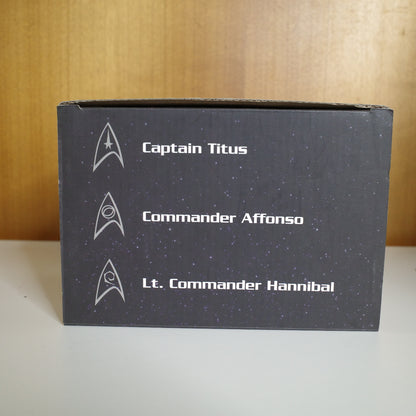 Captain Titus
Commander Affonso
Lt. Commander Hannibal